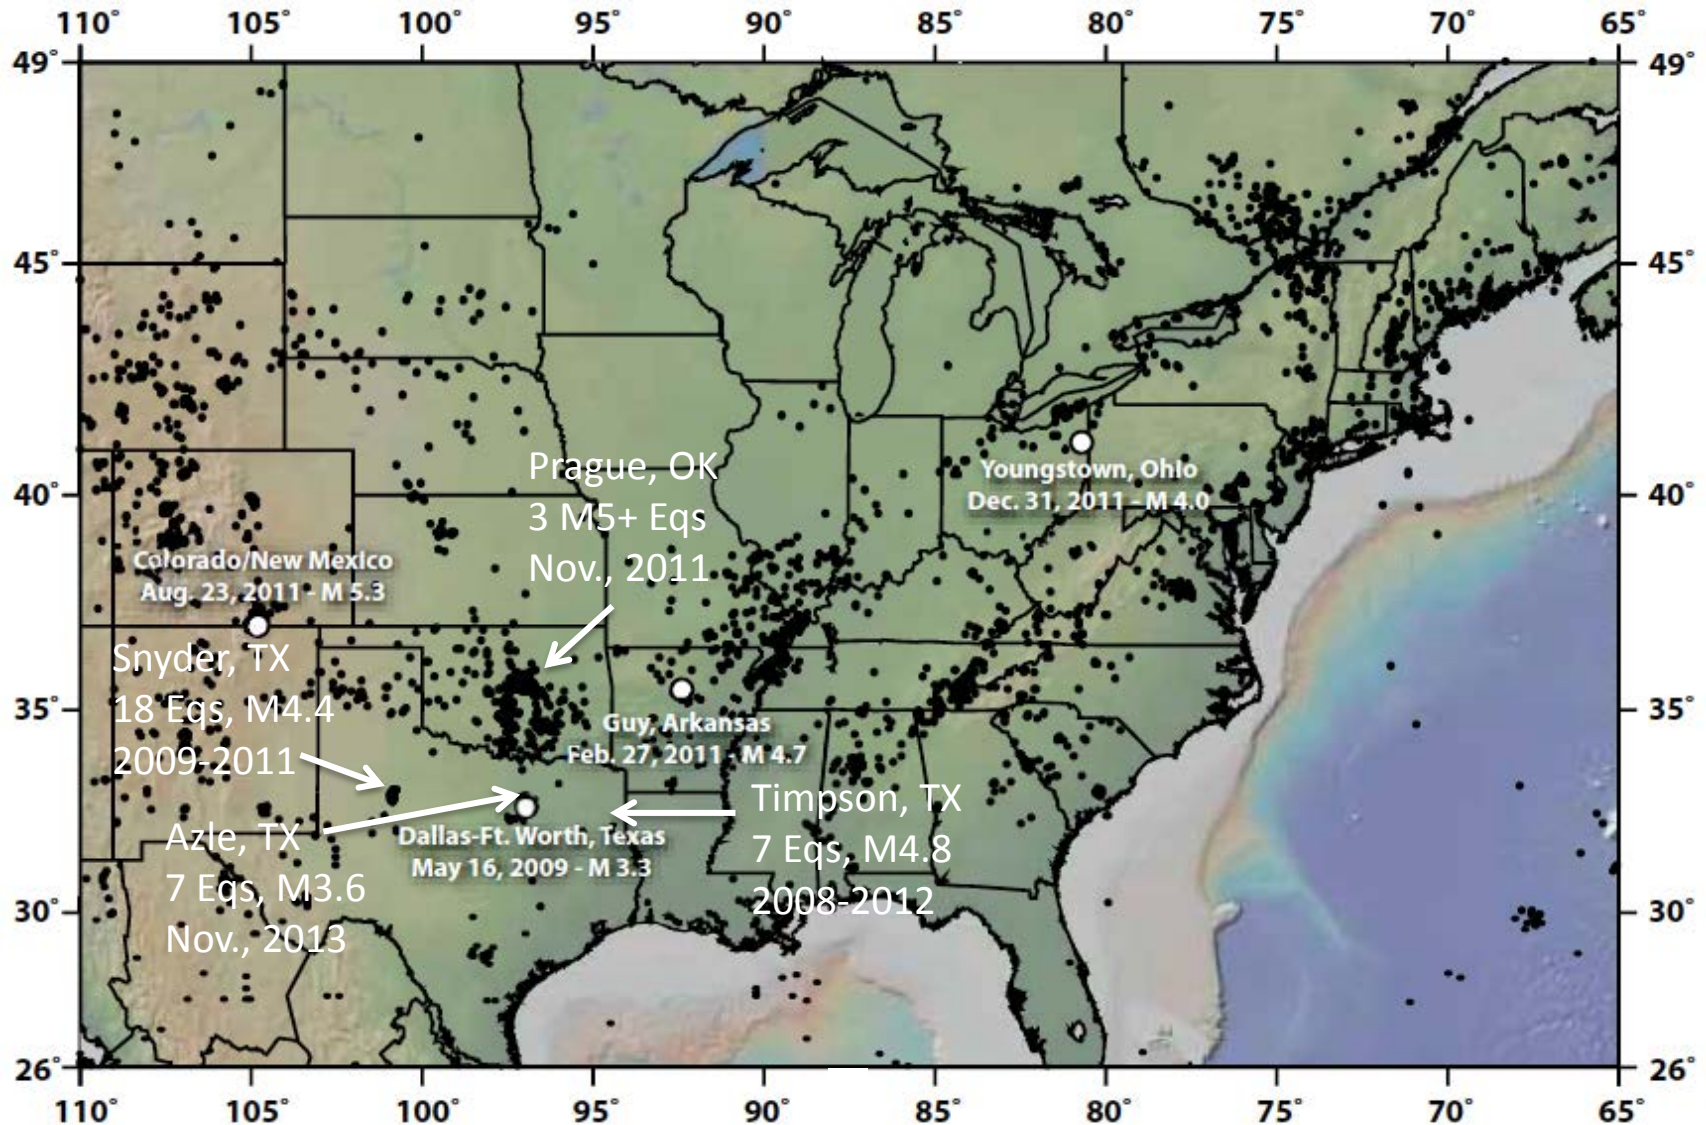 110° 105° 100° 95° 90° 85° 80° 75° 70° 65°
49° 49°
45° 45°
40° 40°
35° 35°
30° 30°
26° 26°
Prague, OK
3 M5+ Eqs
Nov., 2011
Youngstown, Ohio
Dec. 31, 2011 - M 4.0
Colorado/New Mexico
Aug. 23, 2011 - M 5.3
Snyder, TX
18 Eqs, M4.4
2009-2011
Guy, Arkansas
Feb. 27, 2011 - M 4.7
Azle, TX
7 Eqs, M3.6
Nov., 2013
Dallas-Ft. Worth, Texas
May 16, 2009 - M 3.3
Timpson, TX
7 Eqs, M4.8
2008-2012
110° 105° 100° 95° 90° 85° 80° 75° 70° 65°